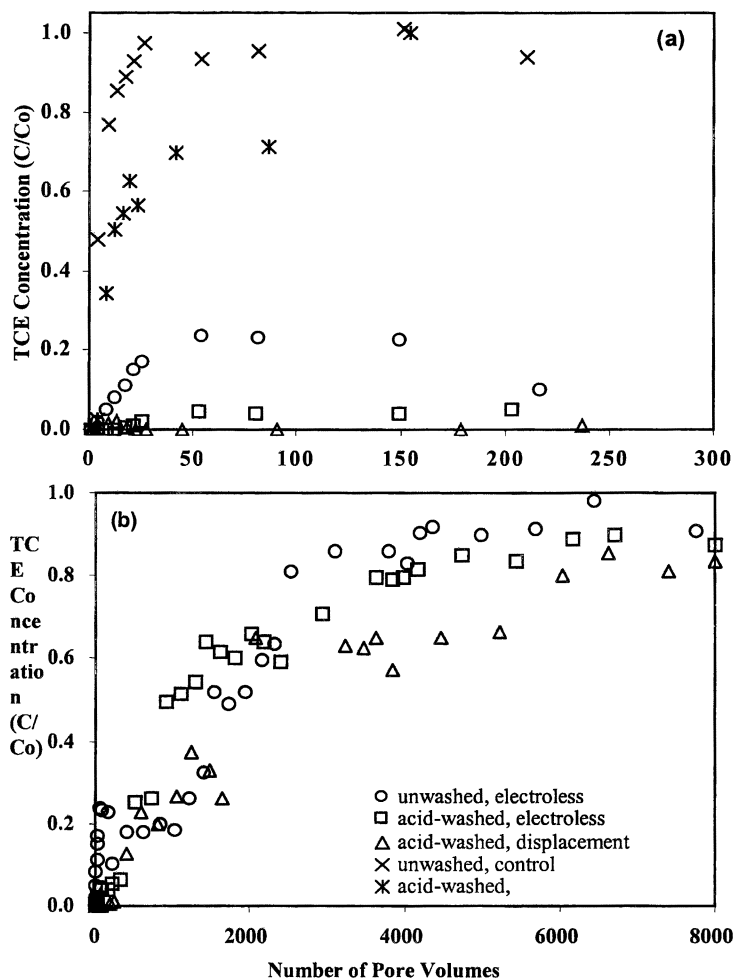 (a)
TCE Concentration (C/Co)
1.0
0.8
0.6
0.4
0.2
0.0
0 50 100 150 200 250 300
(b)
TC
E
Co
nce
ntr
atio
n
(C/
Co)
1.0
0.8
0.6
0.4
0.2
0.0
unwashed, electroless
acid-washed, electroless
acid-washed, displacement
unwashed, control
acid-washed,
0 2000 4000 6000 8000
Number of Pore Volumes